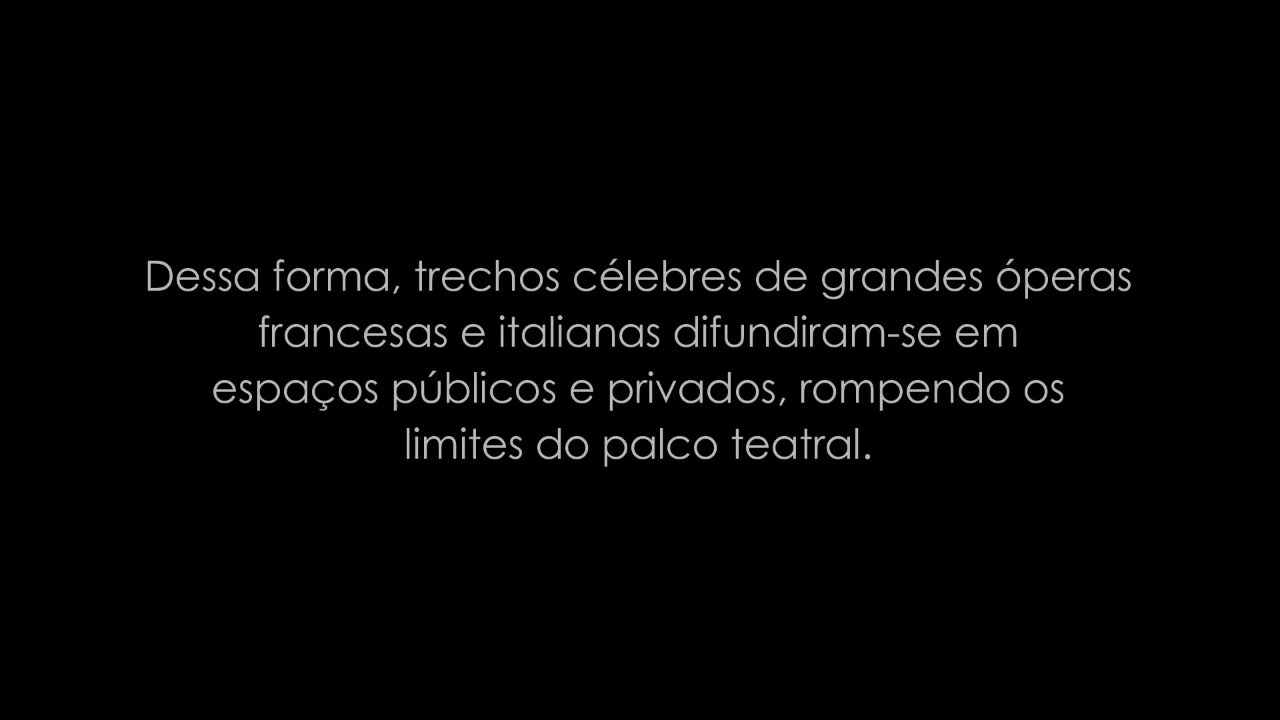 Dessa forma, trechos célebres de grandes óperas
francesas e italianas difundiram-se em
espaços públicos e privados, rompendo os
limites do palco teatral.